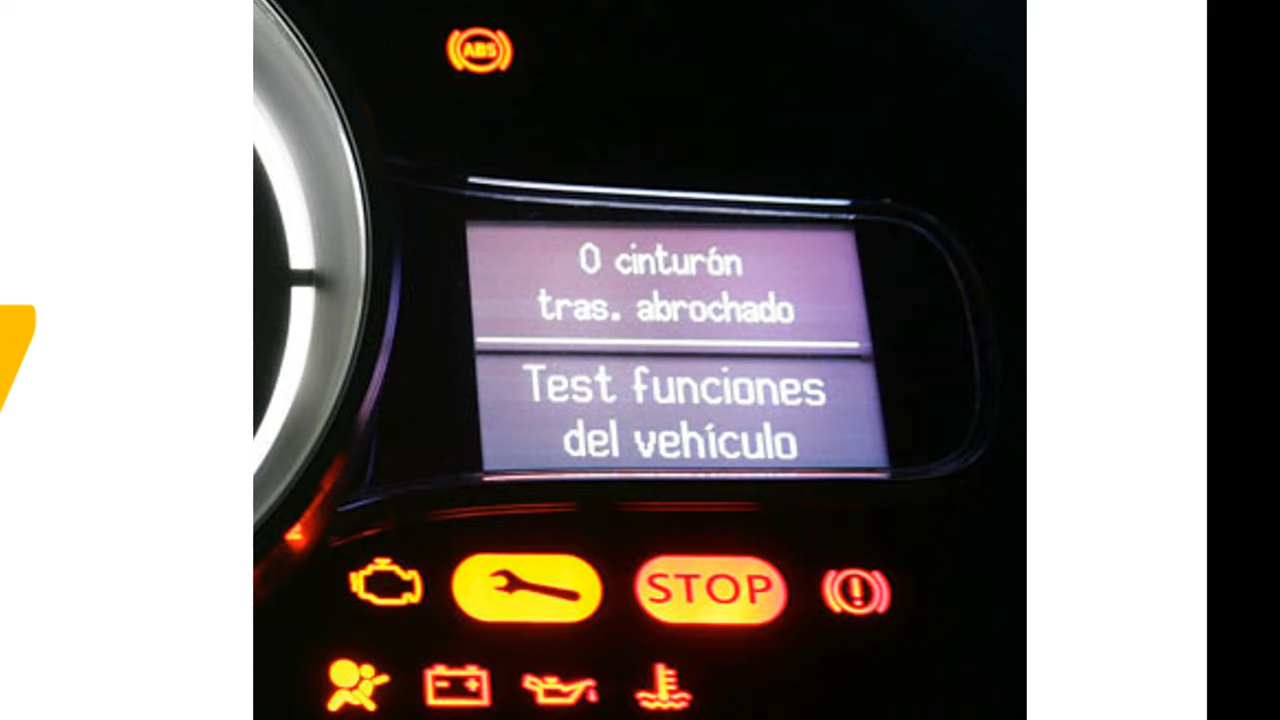 ABS
0 cinturón
tras. abrochado
Test funciones
del vehículo
STOP